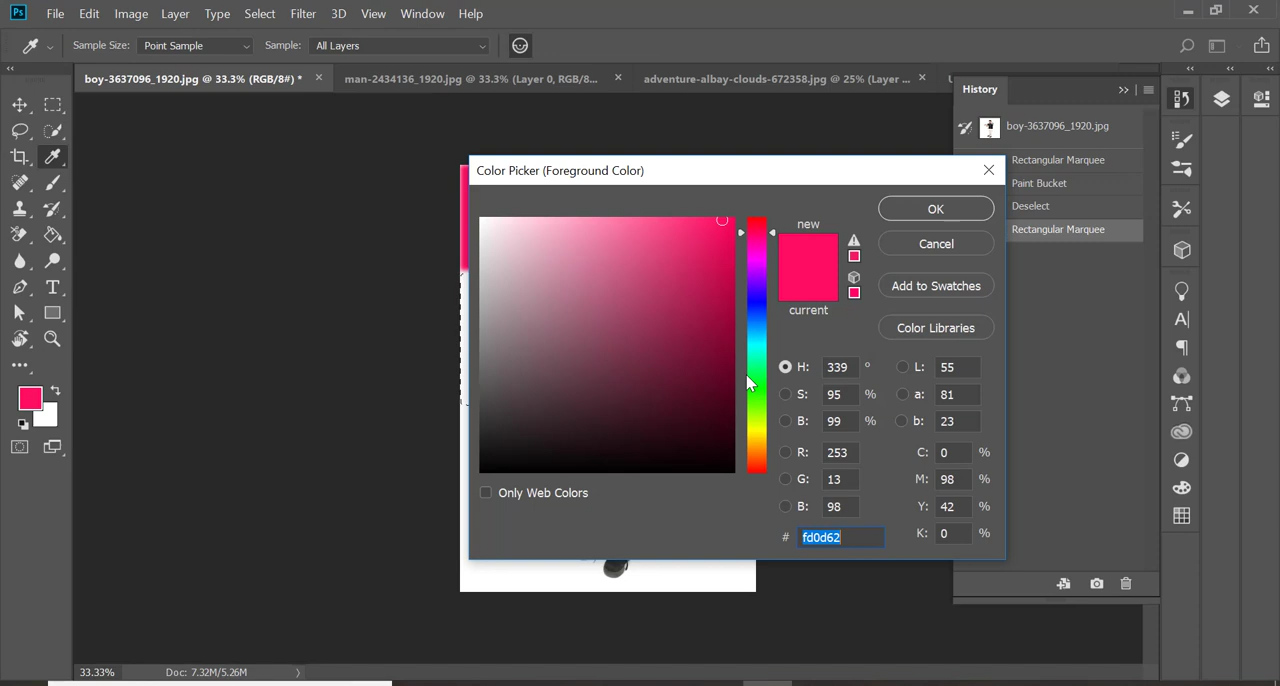 Ps File Edit Image Layer Type Select Filter 3D View Window Help
Sample Size: Point Sample Sample: All Layers
boy-3637096_1920.jpg @ 33.3% (RGB/8#) * man-2434136_1920.jpg @ 33.3% (Layer 0, RGB/8... adventure-albay-clouds-672358.jpg @ 25% (Layer ...
History
boy-3637096_1920.jpg
Rectangular Marquee
Paint Bucket
Deselect
Rectangular Marquee
Color Picker (Foreground Color)
new
current
OK
Cancel
Add to Swatches
Color Libraries
H: 339 ° L: 55
S: 95 % a: 81
B: 99 % b: 23
R: 253 C: 0 %
G: 13 M: 98 %
B: 98 Y: 42 %
# fd0d62 K: 0 %
Only Web Colors
33.33% Doc: 7.32M/5.26M